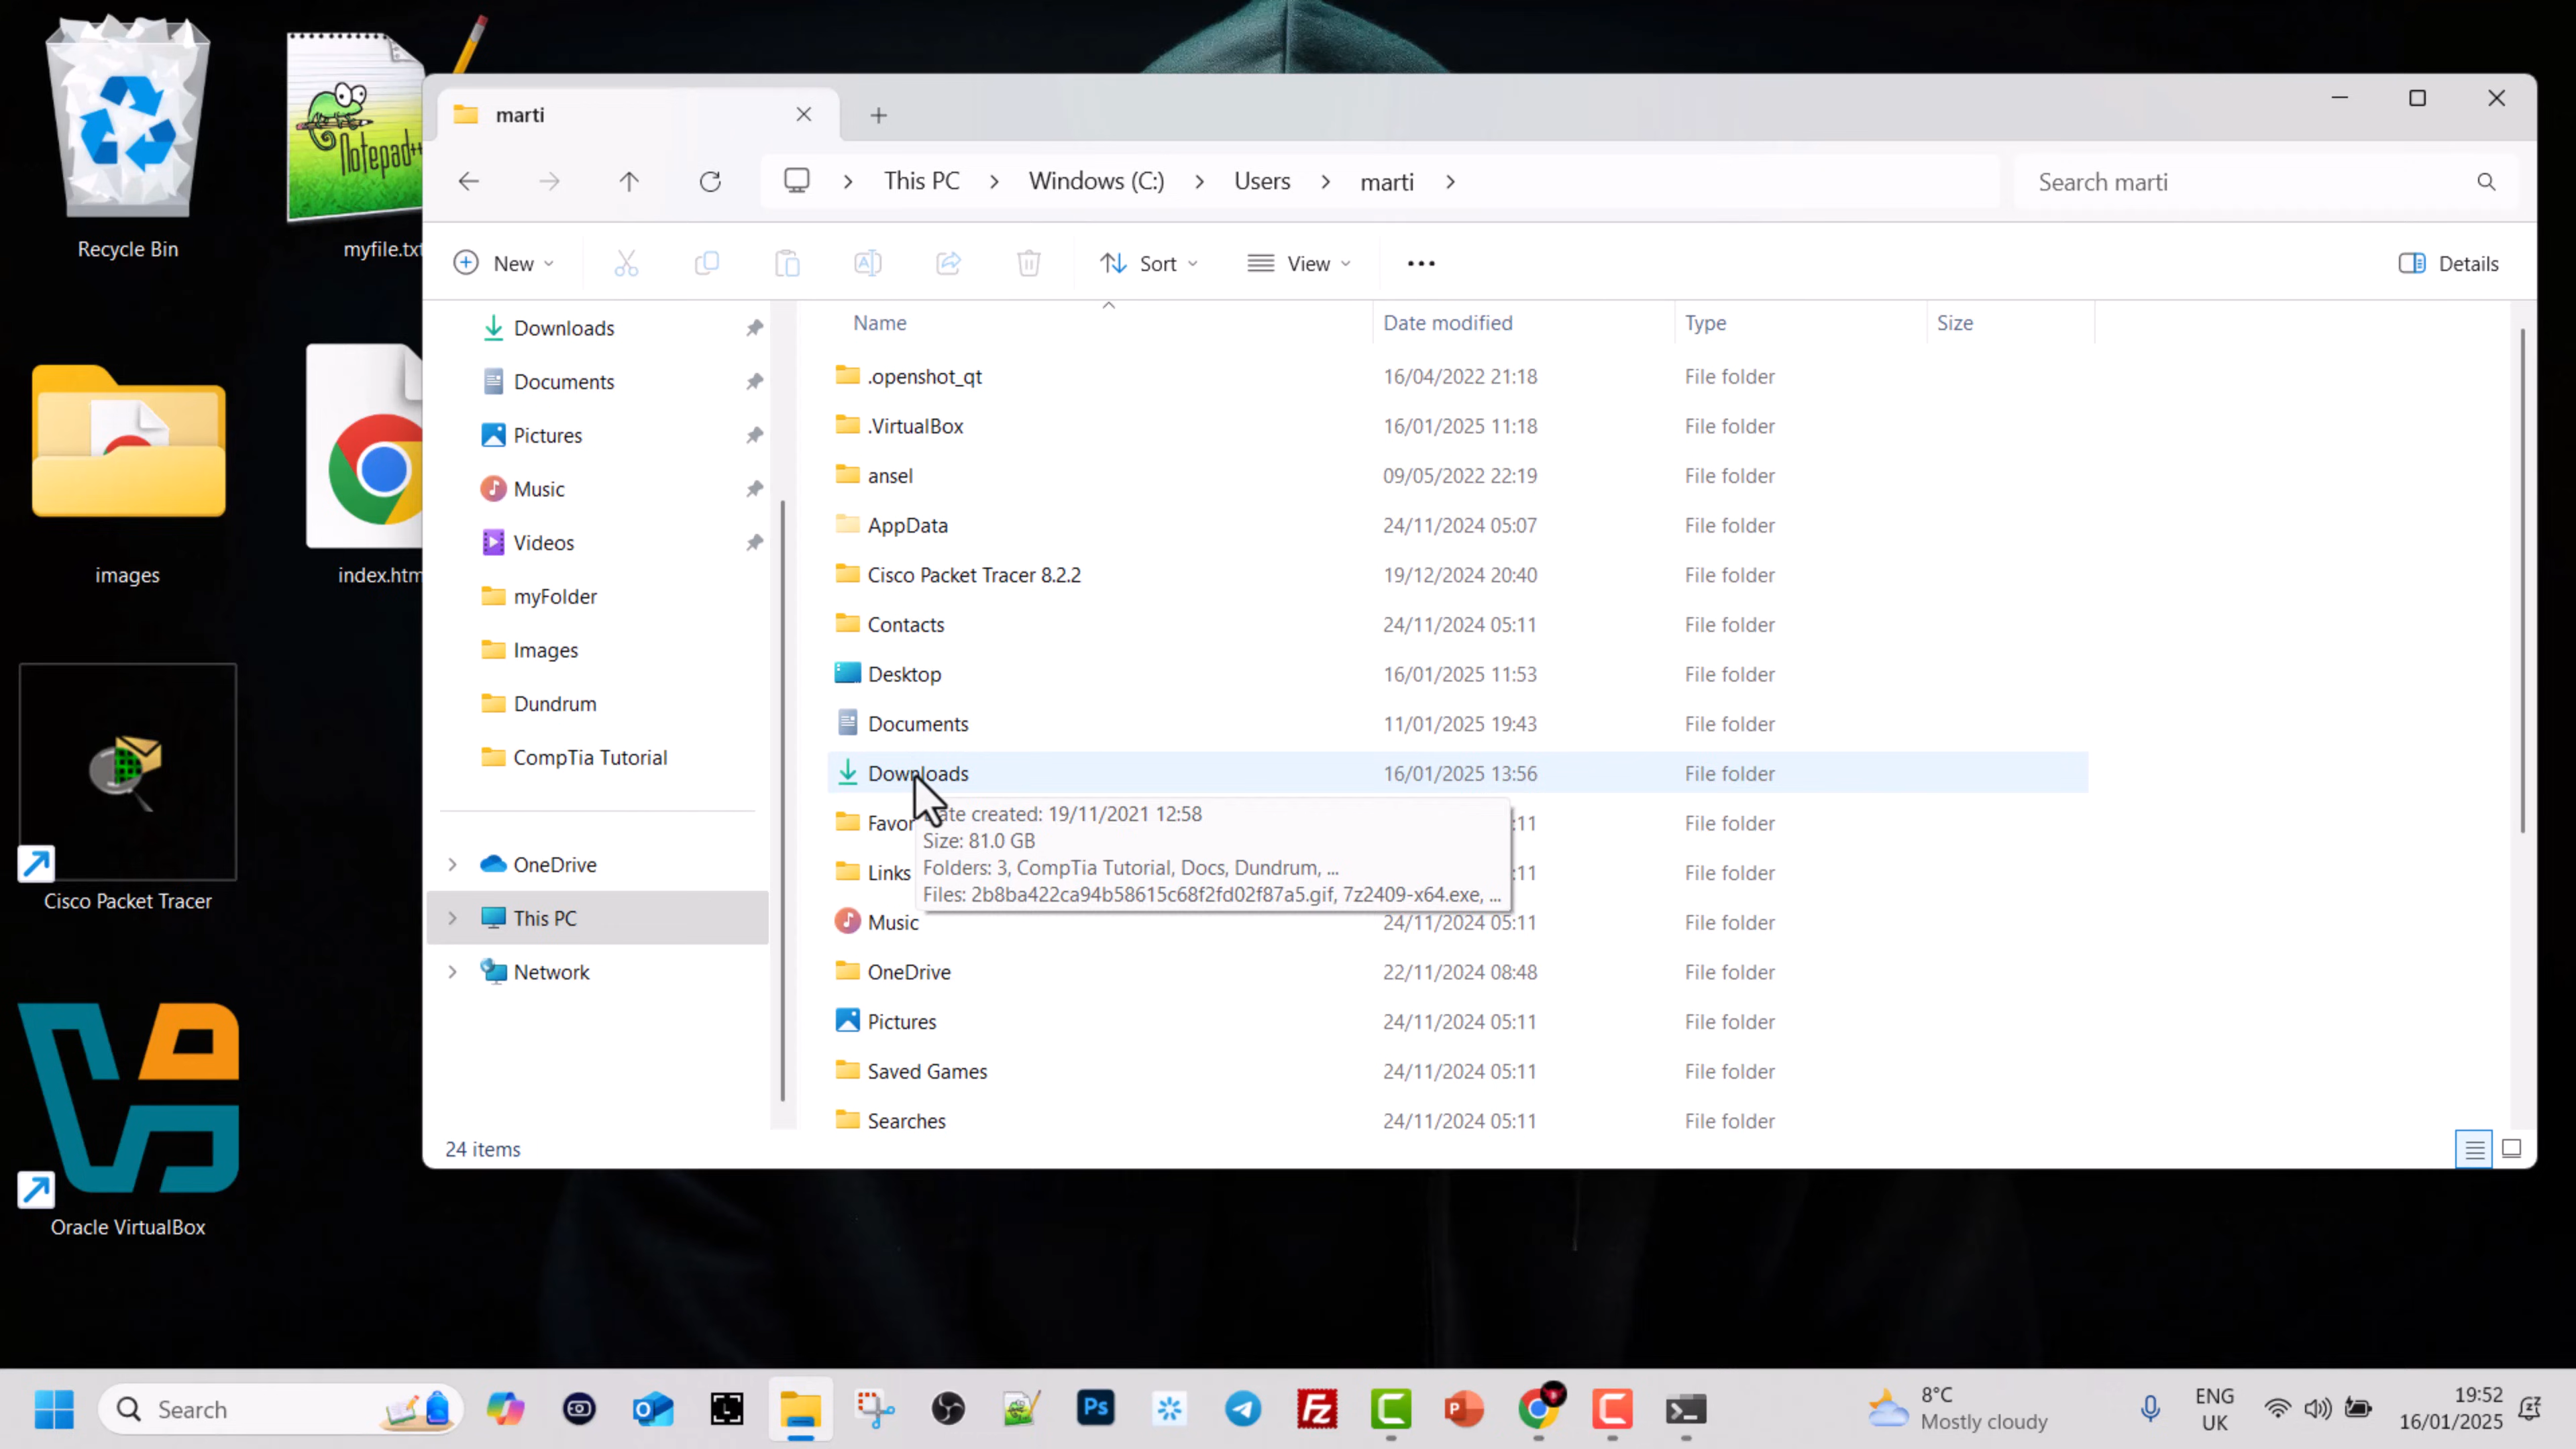 Recycle Bin
Notepad++
myfile.txt
images
index.htm
Cisco Packet Tracer
Oracle VirtualBox
marti
This PC
Windows (C:)
Users
marti
Search marti
New
Sort
View
Details
Downloads
Documents
Pictures
Music
Videos
myFolder
Images
Dundrum
CompTia Tutorial
OneDrive
This PC
Network
Name Date modified Type Size
.openshot_qt 16/04/2022 21:18 File folder
.VirtualBox 16/01/2025 11:18 File folder
ansel 09/05/2022 22:19 File folder
AppData 24/11/2024 05:07 File folder
Cisco Packet Tracer 8.2.2 19/12/2024 20:40 File folder
Contacts 24/11/2024 05:11 File folder
Desktop 16/01/2025 11:53 File folder
Documents 11/01/2025 19:43 File folder
Downloads 16/01/2025 13:56 File folder
Favor :11 File folder
Links :11 File folder
Date created: 19/11/2021 12:58
Size: 81.0 GB
Folders: 3, CompTia Tutorial, Docs, Dundrum, ...
Files: 2b8ba422ca94b58615c68f2fd02f87a5.gif, 7z2409-x64.exe, ...
Music 24/11/2024 05:11 File folder
OneDrive 22/11/2024 08:48 File folder
Pictures 24/11/2024 05:11 File folder
Saved Games 24/11/2024 05:11 File folder
Searches 24/11/2024 05:11 File folder
24 items
Search
Ps
Fz
8°C
Mostly cloudy
ENG
UK
19:52
16/01/2025